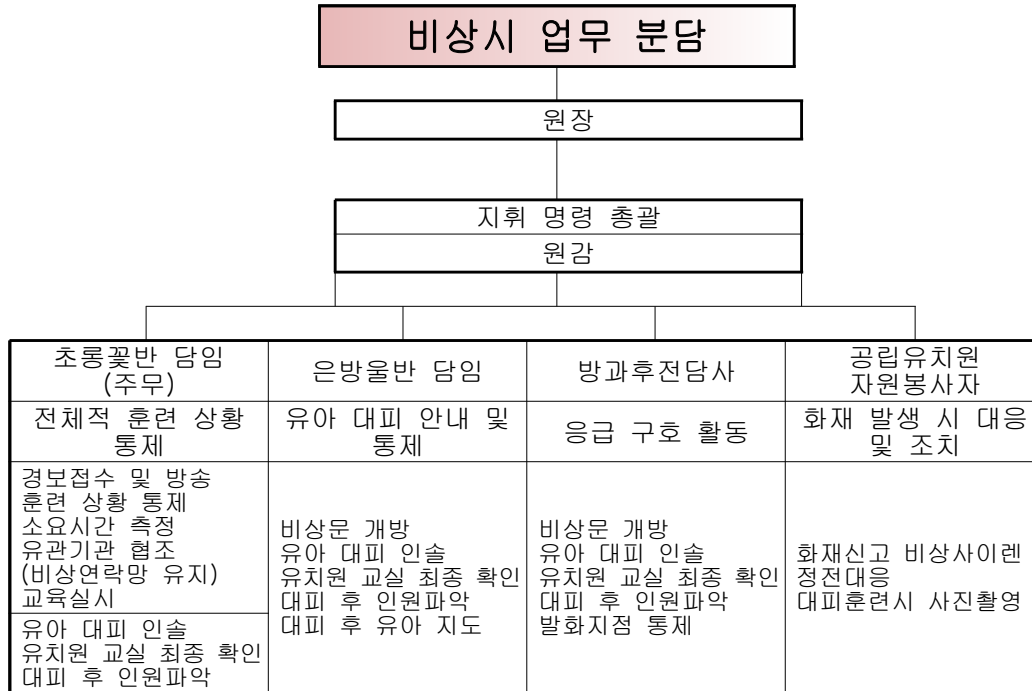 비상시 업무 분담
원장
지휘 명령 총괄
원감
초롱꽃반 담임
(주무)
은방울반 담임
방과후전담사
공립유치원
자원봉사자
전체적 훈련 상황
통제
유아 대피 안내 및
통제
응급 구호 활동
화재 발생 시 대응
및 조치
경보접수 및 방송
훈련 상황 통제
소요시간 측정
유관기관 협조
(비상연락망 유지)
교육실시
유아 대피 인솔
유치원 교실 최종 확인
대피 후 인원파악
비상문 개방
유아 대피 인솔
유치원 교실 최종 확인
대피 후 인원파악
대피 후 유아 지도
비상문 개방
유아 대피 인솔
유치원 교실 최종 확인
대피 후 인원파악
발화지점 통제
화재신고 비상사이렌
정전대응
대피훈련시 사진촬영